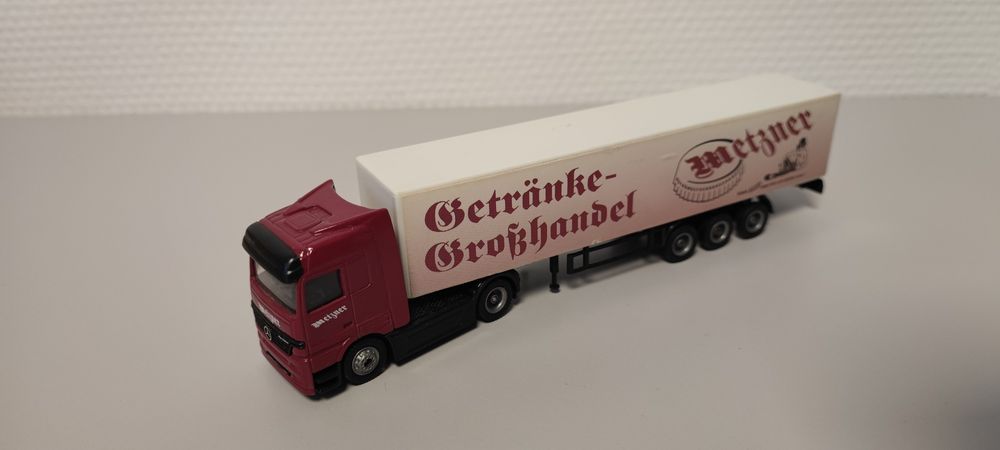 Getränke-
Großhandel
Metzner
Metzner